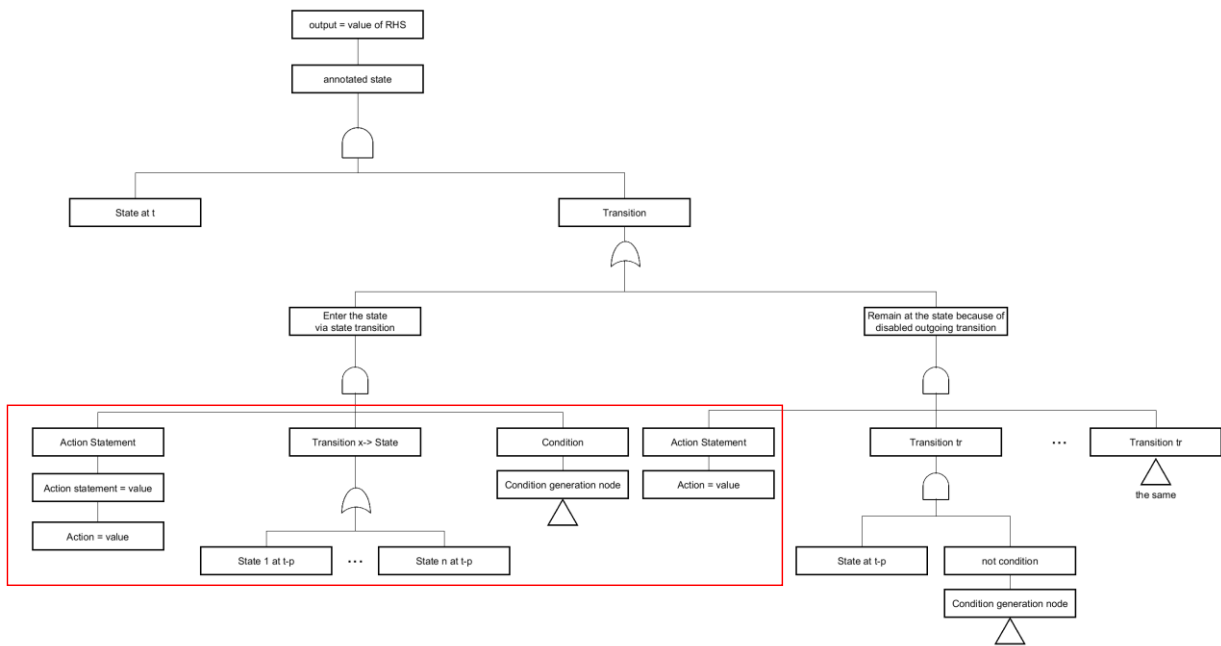 output = value of RHS
annotated state
State at t
Transition
Enter the state
via state transition
Remain at the state because of
disabled outgoing transition
Action Statement
Transition x-> State
Condition
Action Statement
Transition tr
...
Transition tr
Action statement = value
Condition generation node
Action = value
the same
Action = value
State 1 at t-p
...
State n at t-p
State at t-p
not condition
Condition generation node